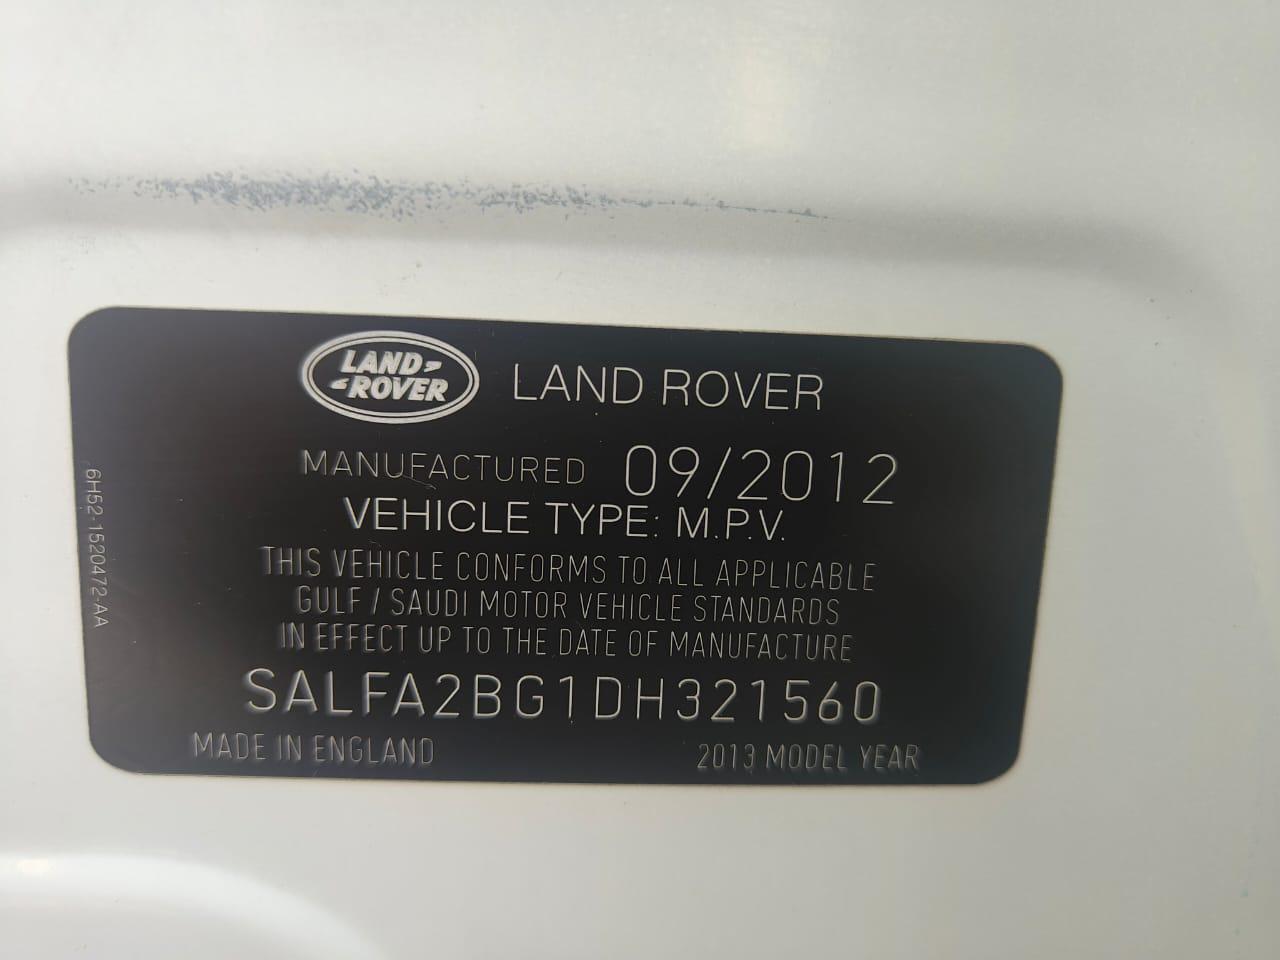 LAND ROVER
LAND ROVER
MANUFACTURED 09/2012
VEHICLE TYPE: M.P.V.
THIS VEHICLE CONFORMS TO ALL APPLICABLE
GULF / SAUDI MOTOR VEHICLE STANDARDS
IN EFFECT UP TO THE DATE OF MANUFACTURE
SALFA2BG1DH321560
MADE IN ENGLAND 2013 MODEL YEAR
6H52-1520472-AA